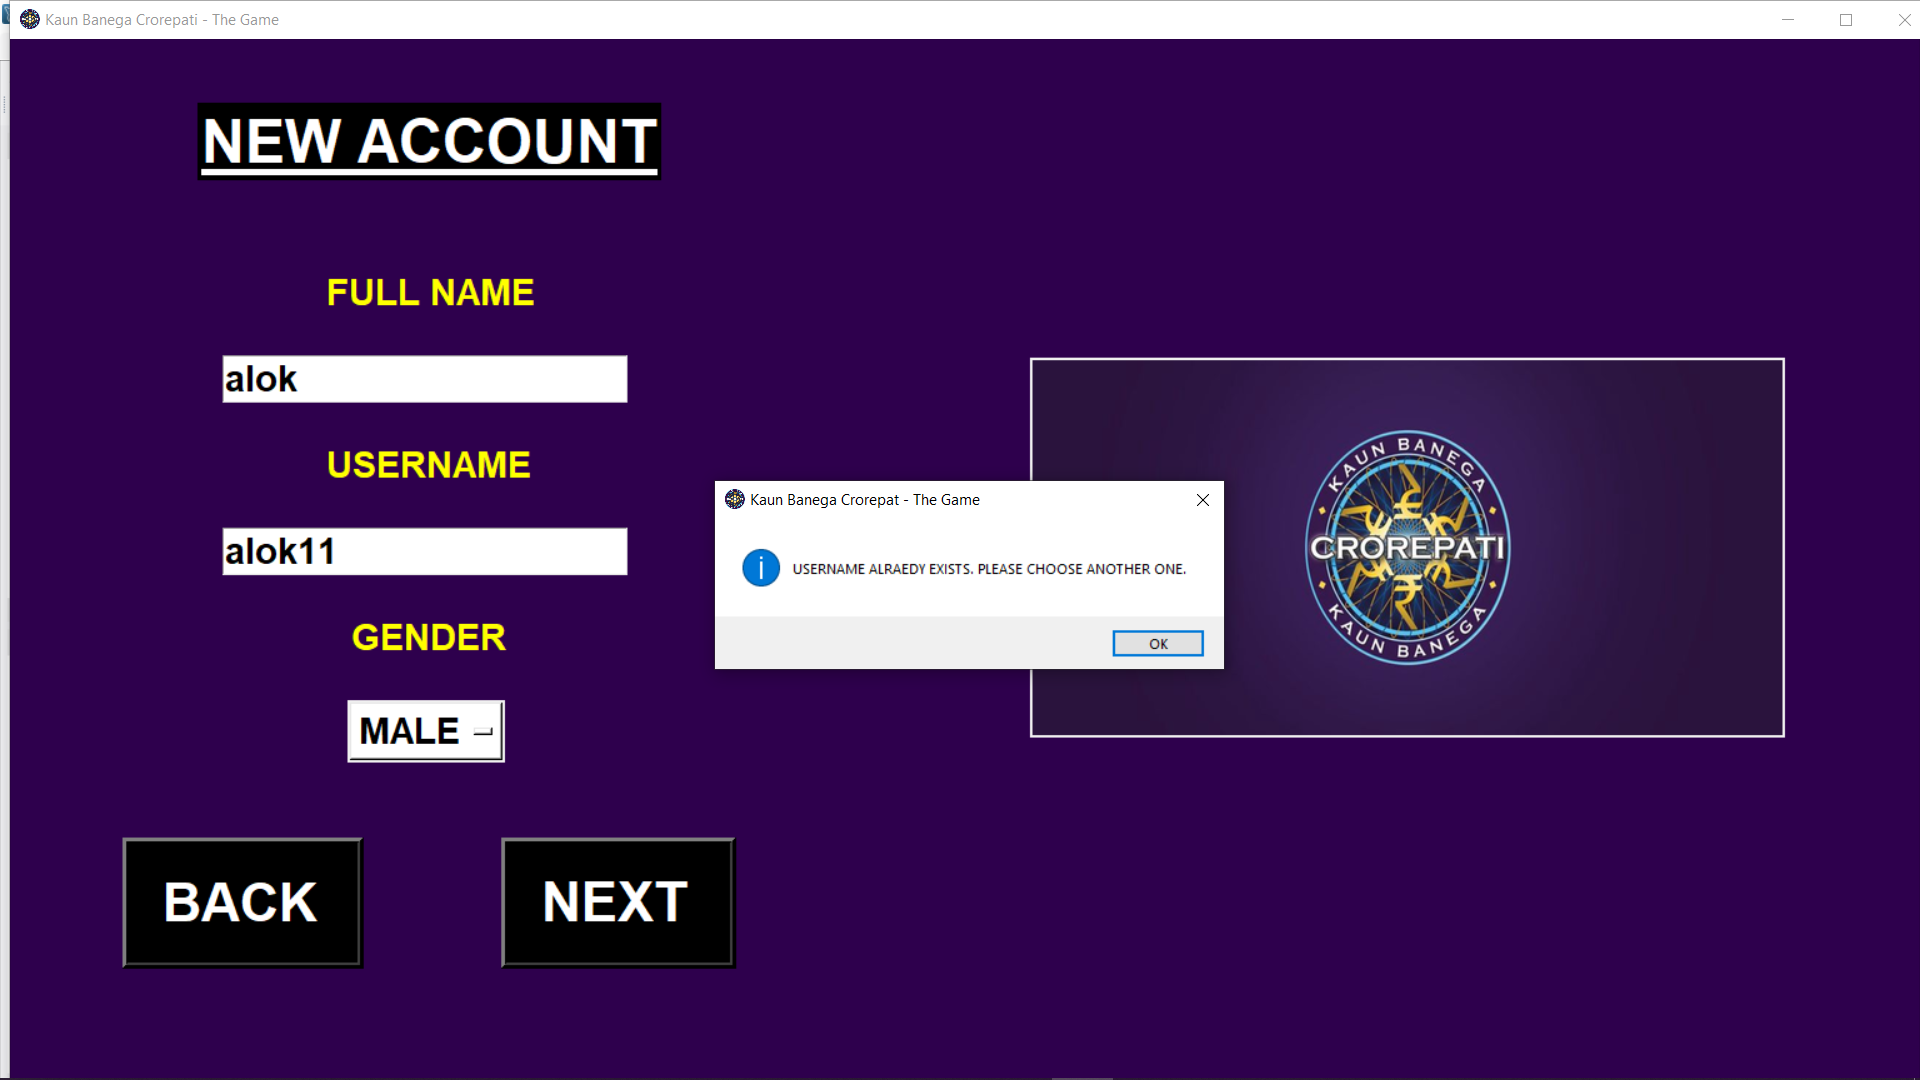 Kaun Banega Crorepati - The Game
NEW ACCOUNT
FULL NAME
alok
USERNAME
alok11
GENDER
MALE
BACK
NEXT
Kaun Banega Crorepat - The Game
USERNAME ALRAEDY EXISTS. PLEASE CHOOSE ANOTHER ONE.
OK
KAUN BANEGA
CROREPATI
KAUN BANEGA